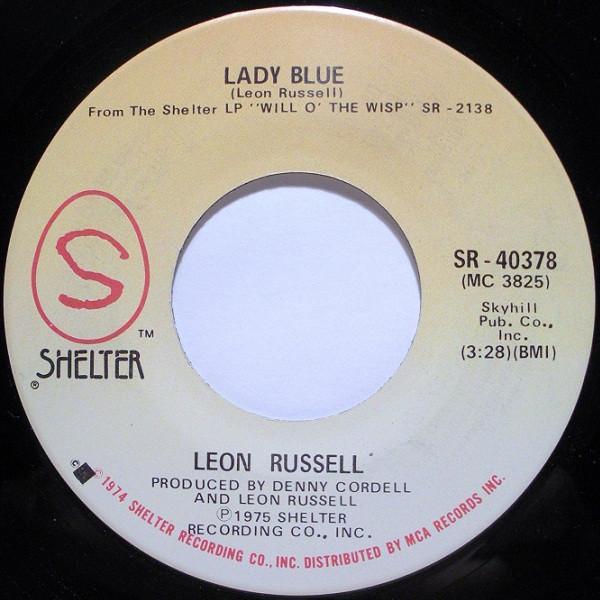 LADY BLUE
(Leon Russell)
From The Shelter LP "WILL O' THE WISP" SR-2138
S
TM
SHELTER
®
SR-40378
(MC 3825)
Skyhill
Pub. Co.,
Inc.
(3:28)(BMI)
LEON RUSSELL
PRODUCED BY DENNY CORDELL
AND LEON RUSSELL
℗ 1975 SHELTER
RECORDING CO., INC.
©1974 SHELTER RECORDING CO., INC. DISTRIBUTED BY MCA RECORDS INC.